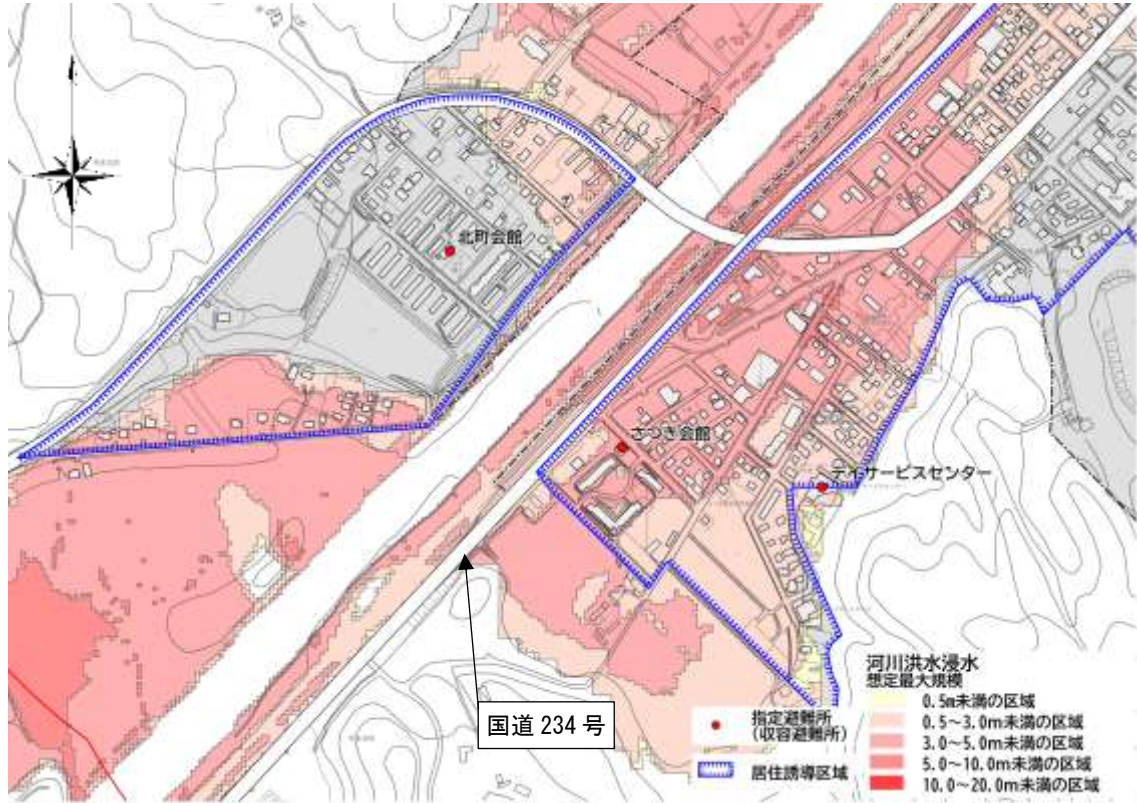 北町会館
さつき会館
デイサービスセンター
国道 234 号
指定避難所
(収容避難所)
居住誘導区域
河川洪水浸水
想定最大規模
0.5m未満の区域
0.5～3.0m未満の区域
3.0～5.0m未満の区域
5.0～10.0m未満の区域
10.0～20.0m未満の区域